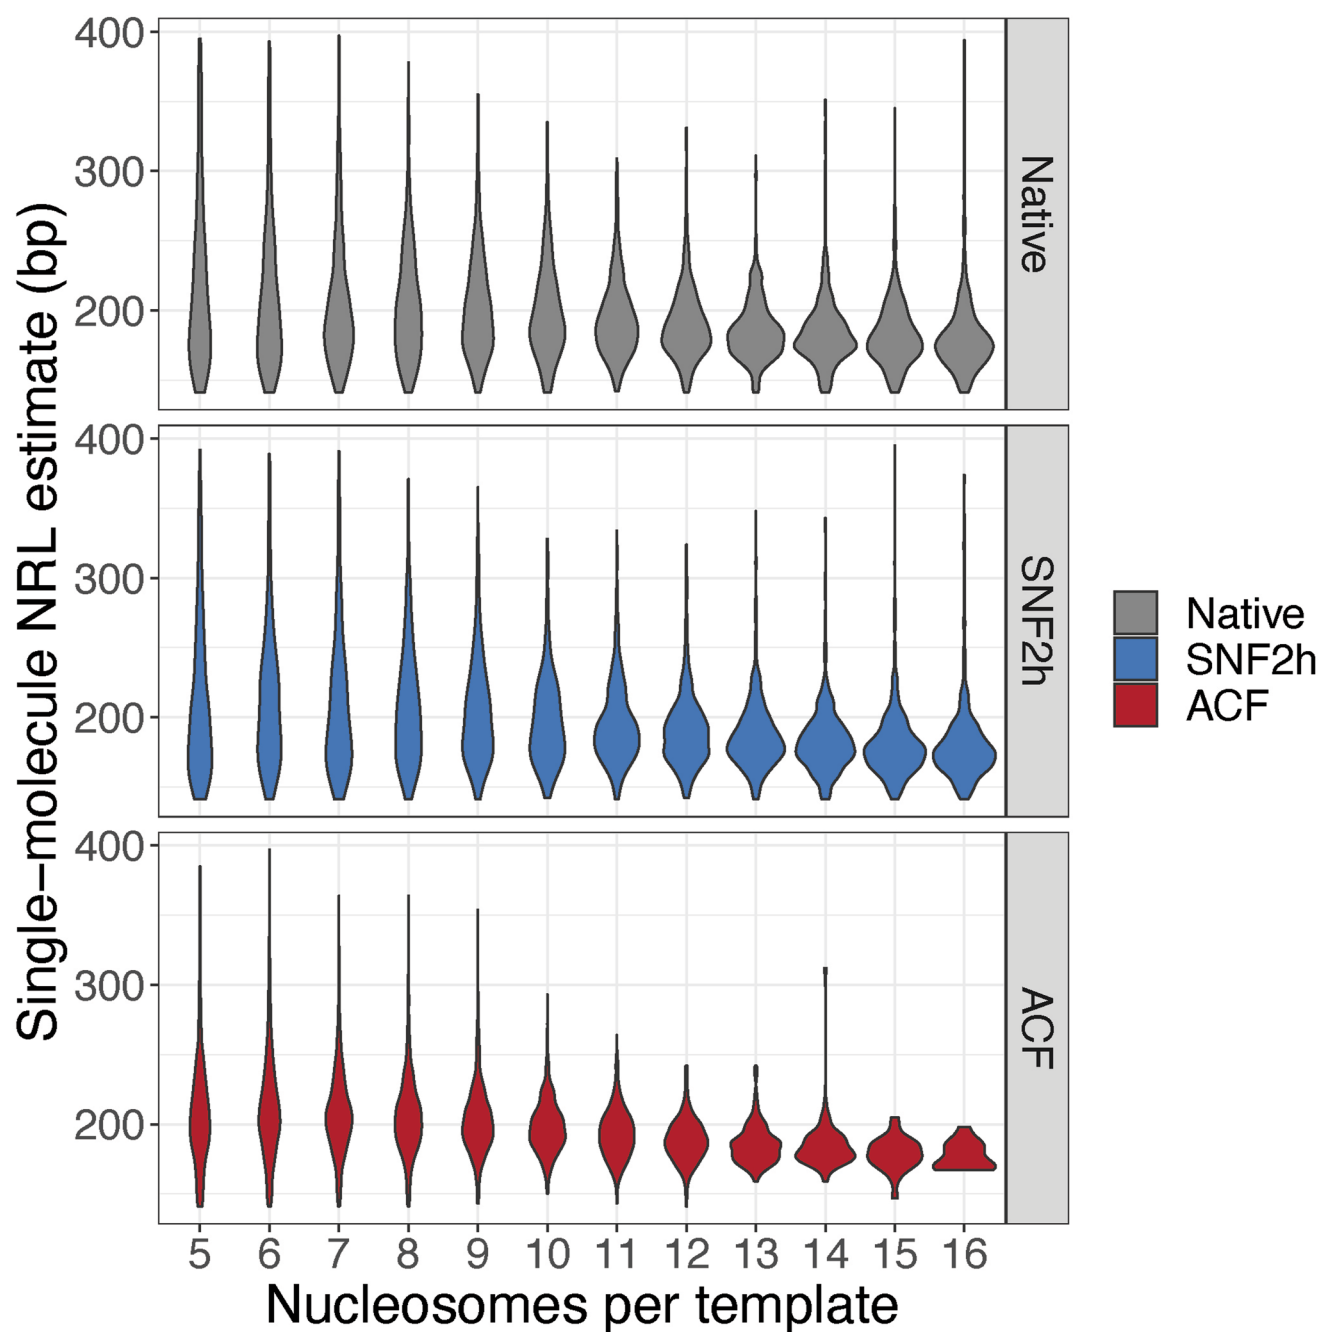 Single−molecule NRL estimate (bp)
400
300
200
Native
400
300
200
SNF2h
400
300
200
ACF
5 6 7 8 9 10 11 12 13 14 15 16
Nucleosomes per template
Native
SNF2h
ACF